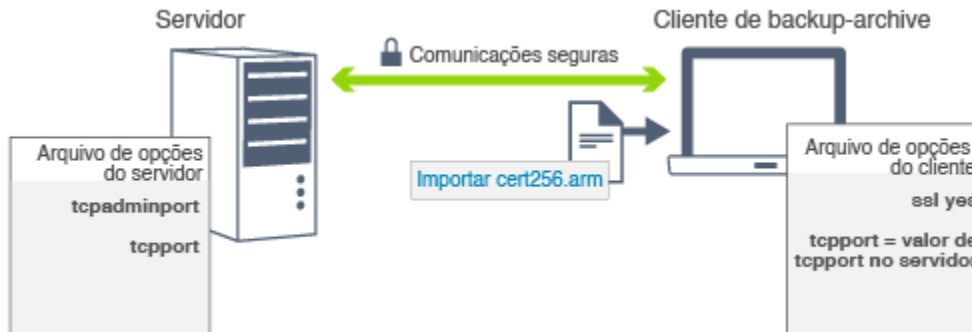 Servidor
Cliente de backup-archive
Comunicações seguras
Arquivo de opções
do servidor
tcpadminport
tcpport
Importar cert256.arm
Arquivo de opções
do cliente
ssl yes
tcpport = valor de
tcpport no servidor